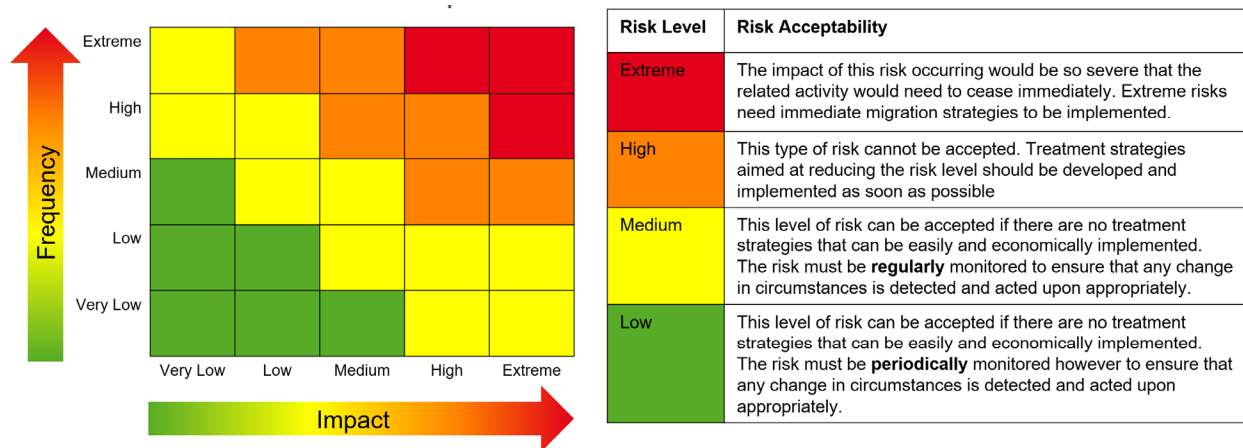 Frequency
Extreme
High
Medium
Low
Very Low
Very Low
Low
Medium
High
Extreme
Impact
Risk Level
Risk Acceptability
Extreme
The impact of this risk occurring would be so severe that the
related activity would need to cease immediately. Extreme risks
need immediate migration strategies to be implemented.
High
This type of risk cannot be accepted. Treatment strategies
aimed at reducing the risk level should be developed and
implemented as soon as possible
Medium
This level of risk can be accepted if there are no treatment
strategies that can be easily and economically implemented.
The risk must be regularly monitored to ensure that any change
in circumstances is detected and acted upon appropriately.
Low
This level of risk can be accepted if there are no treatment
strategies that can be easily and economically implemented.
The risk must be periodically monitored however to ensure that
any change in circumstances is detected and acted upon
appropriately.